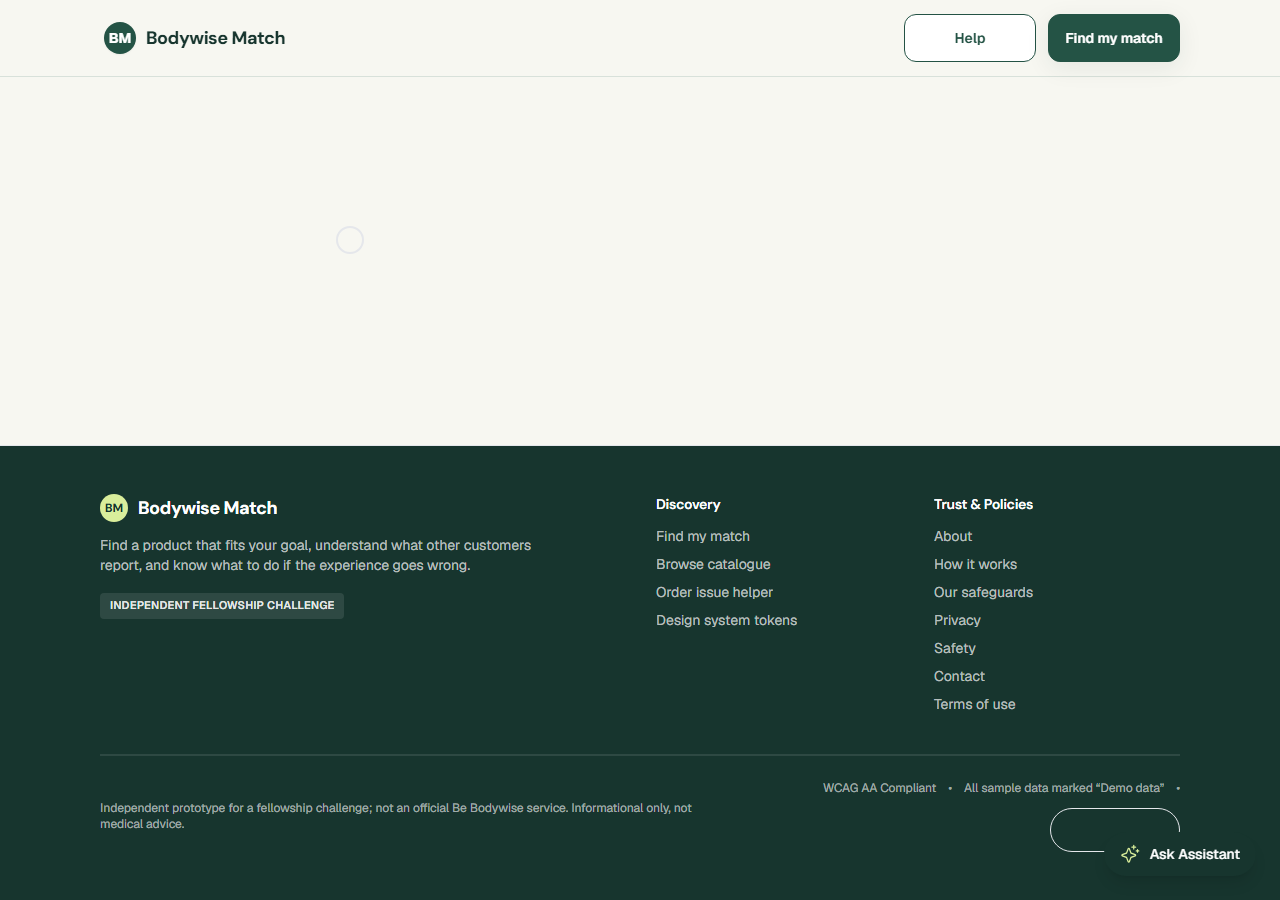 BM Bodywise Match
Help
Find my match
BM Bodywise Match
Find a product that fits your goal, understand what other customers
report, and know what to do if the experience goes wrong.
INDEPENDENT FELLOWSHIP CHALLENGE
Discovery
Find my match
Browse catalogue
Order issue helper
Design system tokens
Trust & Policies
About
How it works
Our safeguards
Privacy
Safety
Contact
Terms of use
Independent prototype for a fellowship challenge; not an official Be Bodywise service. Informational only, not
medical advice.
WCAG AA Compliant • All sample data marked “Demo data” •
Ask Assistant